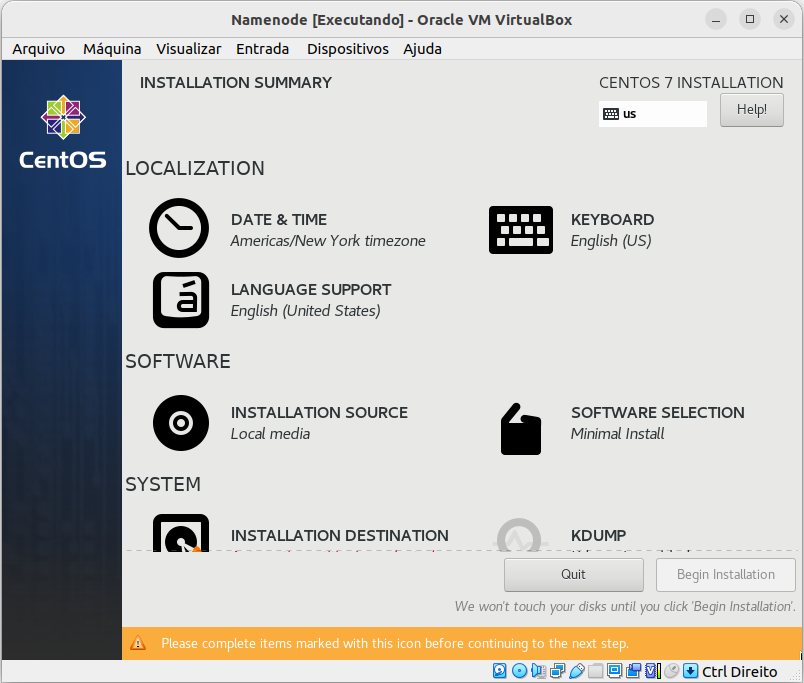 Namenode [Executando] - Oracle VM VirtualBox
Arquivo Máquina Visualizar Entrada Dispositivos Ajuda
CentOS
INSTALLATION SUMMARY
CENTOS 7 INSTALLATION
us
Help!
LOCALIZATION
DATE & TIME
Americas/New York timezone
KEYBOARD
English (US)
LANGUAGE SUPPORT
English (United States)
SOFTWARE
INSTALLATION SOURCE
Local media
SOFTWARE SELECTION
Minimal Install
SYSTEM
INSTALLATION DESTINATION
KDUMP
Quit
Begin Installation
We won't touch your disks until you click 'Begin Installation'.
Please complete items marked with this icon before continuing to the next step.
Ctrl Direito